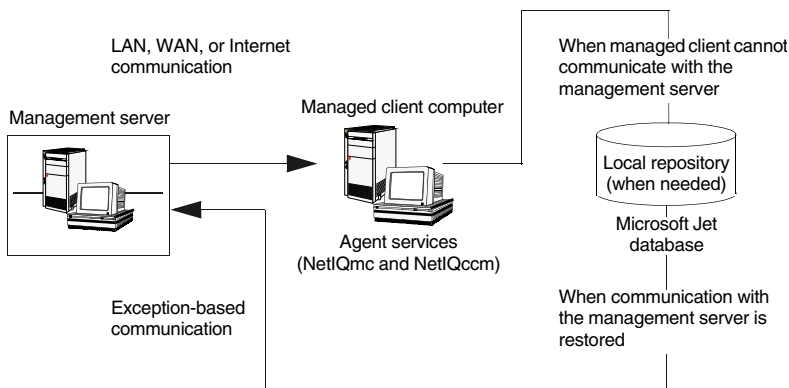 LAN, WAN, or Internet
communication
When managed client cannot
communicate with the
management server
Management server
Managed client computer
Local repository
(when needed)
Microsoft Jet
database
Agent services
(NetIQmc and NetIQccm)
Exception-based
communication
When communication with
the management server is
restored